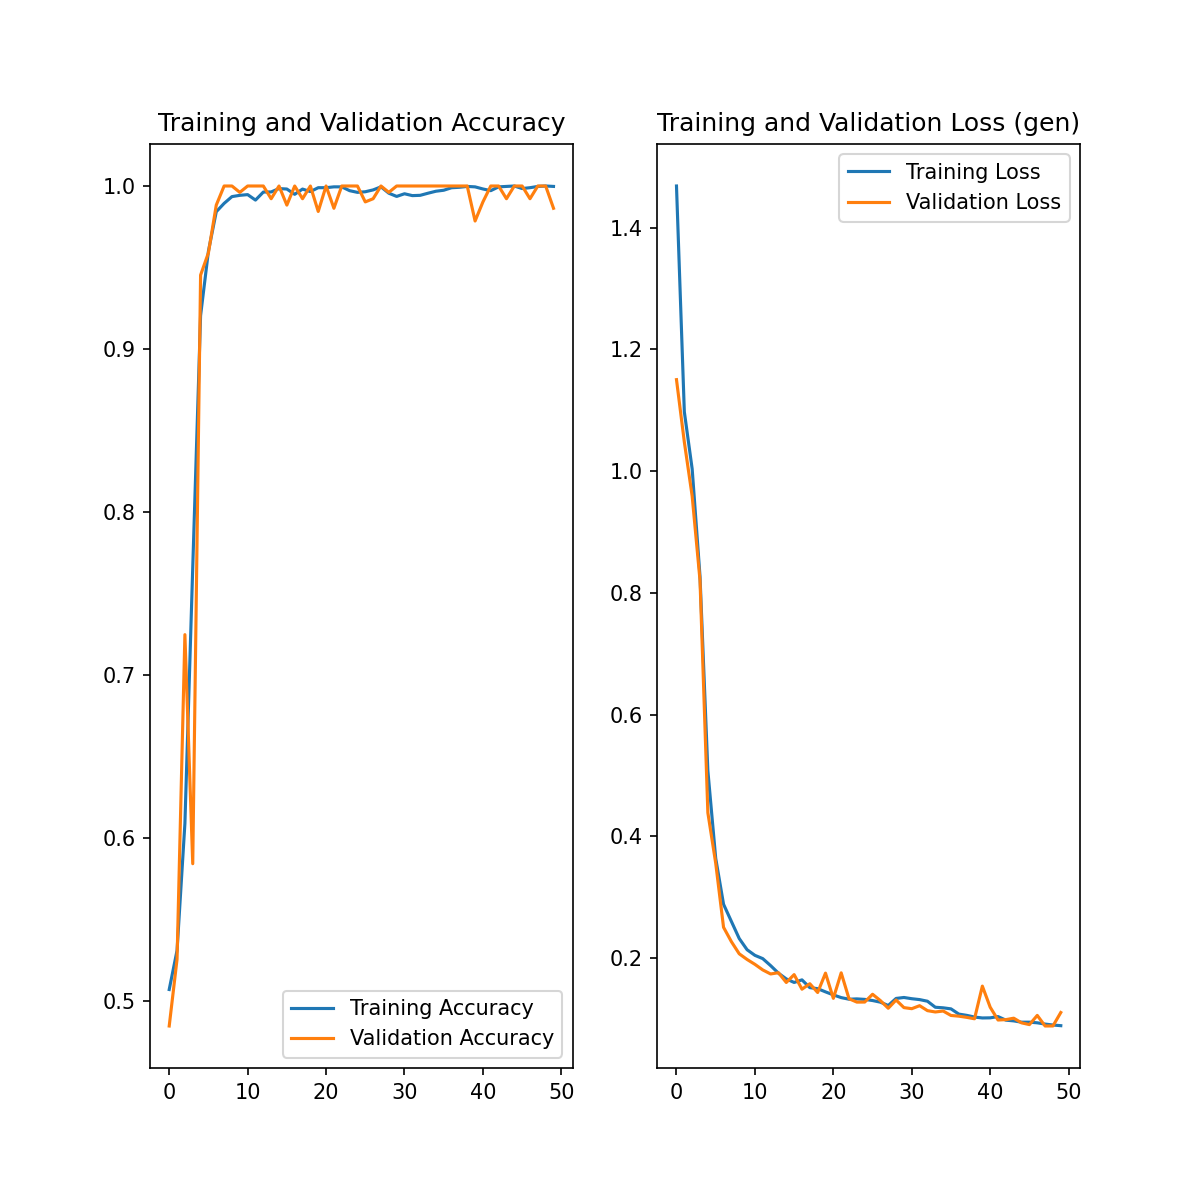 Training and Validation Accuracy
1.0
0.9
0.8
0.7
0.6
0.5
Training Accuracy
Validation Accuracy
0 10 20 30 40 50
Training and Validation Loss (gen)
Training Loss
Validation Loss
1.4
1.2
1.0
0.8
0.6
0.4
0.2
0 10 20 30 40 50